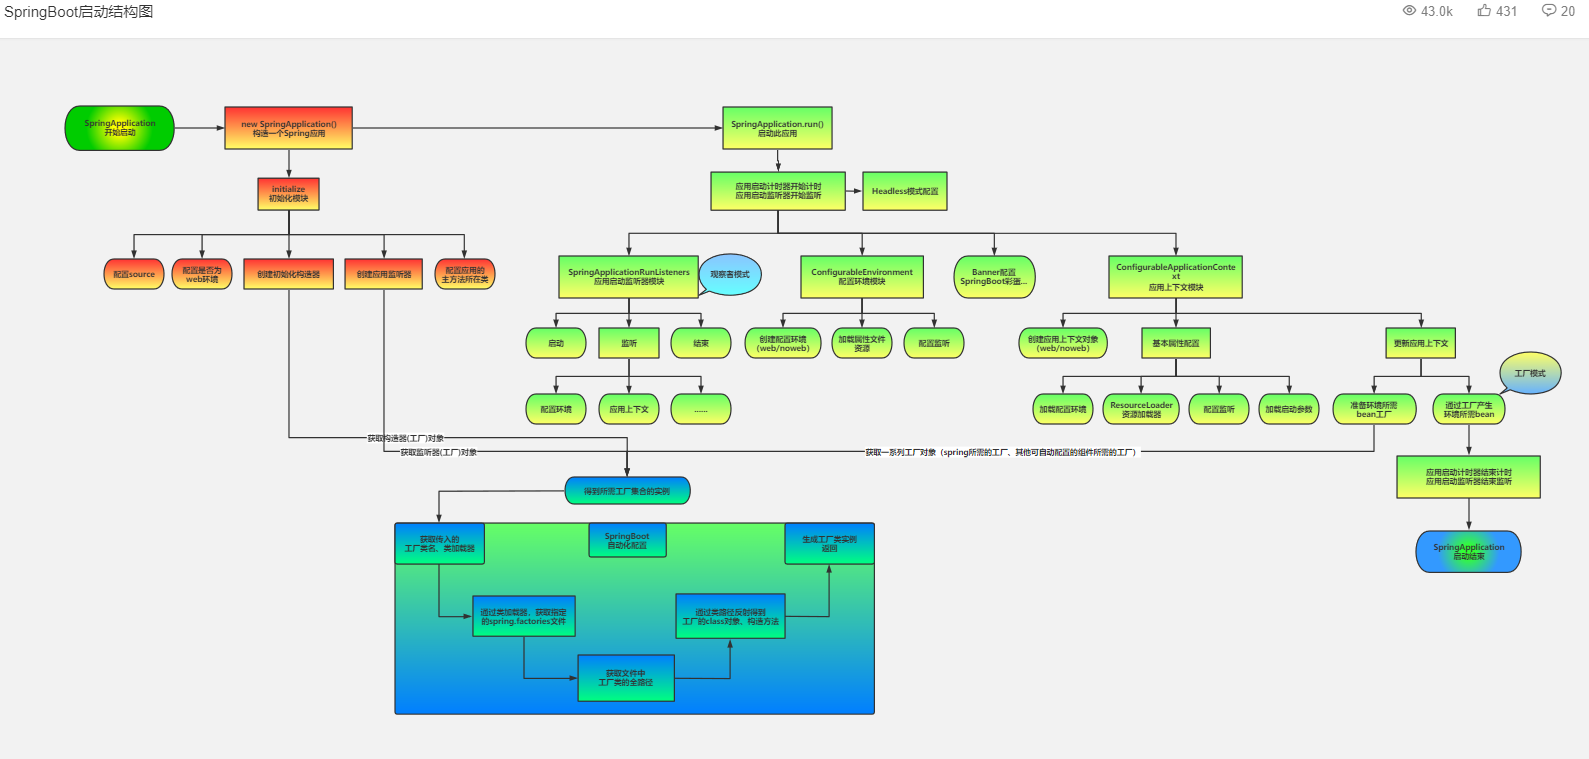 SpringBoot启动结构图
43.0k
431
20
SpringApplication
开始启动
new SpringApplication()
构造一个Spring应用
SpringApplication.run()
启动此应用
initialize
初始化模块
应用启动计时器开始计时
应用启动监听器开始监听
Headless模式配置
配置source
配置是否为
web环境
创建初始化构造器
创建应用监听器
配置应用的
主方法所在类
SpringApplicationRunListeners
应用启动监听器模块
观察者模式
ConfigurableEnvironment
配置环境模块
Banner配置
SpringBoot彩蛋...
ConfigurableApplicationConte
xt
应用上下文模块
启动
监听
结束
创建配置环境
(web/noweb)
加载属性文件
资源
配置监听
创建应用上下文对象
(web/noweb)
基本属性配置
更新应用上下文
工厂模式
配置环境
应用上下文
......
加载配置环境
ResourceLoader
资源加载器
配置监听
加载启动参数
准备环境所需
bean工厂
通过工厂产生
环境所需bean
获取构造器(工厂)对象
获取监听器(工厂)对象
获取一系列工厂对象（spring所需的工厂、其他可自动配置的组件所需的工厂）
应用启动计时器结束计时
应用启动监听器结束监听
得到所需工厂集合的实例
获取传入的
工厂类名、类加载器
SpringBoot
自动化配置
生成工厂类实例
返回
SpringApplication
启动结束
通过类加载器，获取指定
的spring.factories文件
通过类路径反射得到
工厂的class对象、构造方法
获取文件中
工厂类的全路径